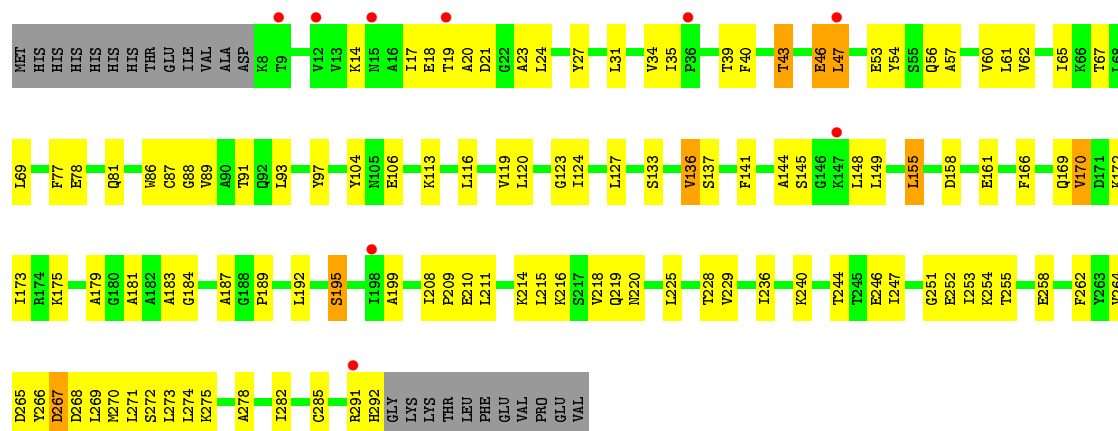 MET HIS HIS HIS HIS HIS HIS THR GLU ILE VAL ALA ASP K8 T9 V12 V13 K14 N15 A16 I17 E18 T19 A20 D21 G22 A23 L24 Y27 L31 V34 I35 P36 T39 F40 T43 E46 L47 E53 Y54 S55 Q56 A57 V60 L61 V62 I65 K66 T67 L68
L69 F77 E78 Q81 W86 C87 G88 V89 A90 T91 Q92 L93 Y97 Y104 N105 E106 K113 L116 V119 L120 G123 I124 L127 S133 V136 S137 F141 A144 S145 G146 K147 L148 L149 L155 D158 E161 F166 Q169 V170 D171 K172
I173 R174 K175 A179 G180 A181 A182 A183 G184 A187 G188 P189 L192 S195 I198 A199 I208 P209 E210 L211 K214 L215 K216 S217 V218 Q219 N220 L225 T228 V229 I236 K240 T244 T245 E246 I247 G251 E252 I253 K254 T255 E258 F262 Y263
D265 Y266 D267 D268 L269 M270 L271 S272 L273 L274 K275 A278 I282 C285 R291 H292 GLY LYS LYS THR LEU PHE GLU VAL PRO GLU VAL